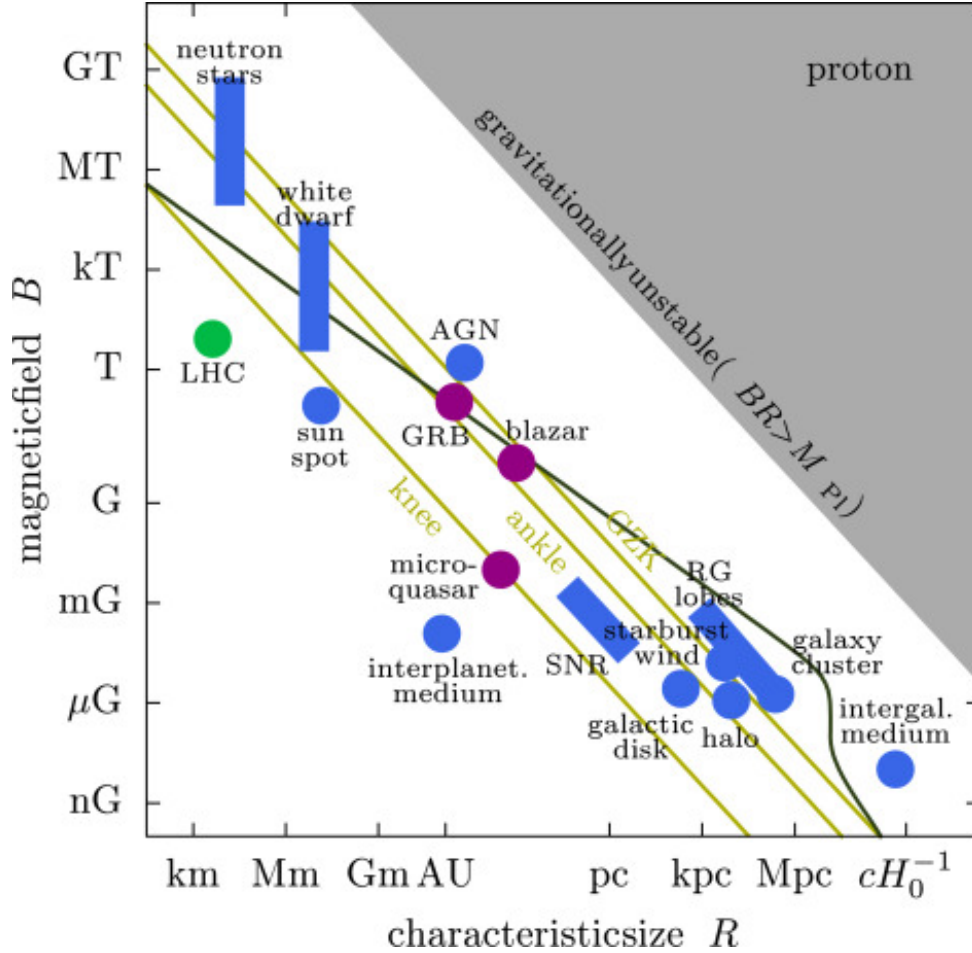 GT
MT
kT
T
G
mG
μG
nG
magneticfield B
neutron
stars
white
dwarf
LHC
sun
spot
AGN
GRB
blazar
knee
ankle
GZK
micro-
quasar
interplanet.
medium
SNR
RG
lobes
starburst
wind
galactic
disk
halo
galaxy
cluster
intergal.
medium
proton
gravitationallyunstable( BR>M Pl)
km
Mm
Gm
AU
pc
kpc
Mpc
cH₀⁻¹
characteristicsize R